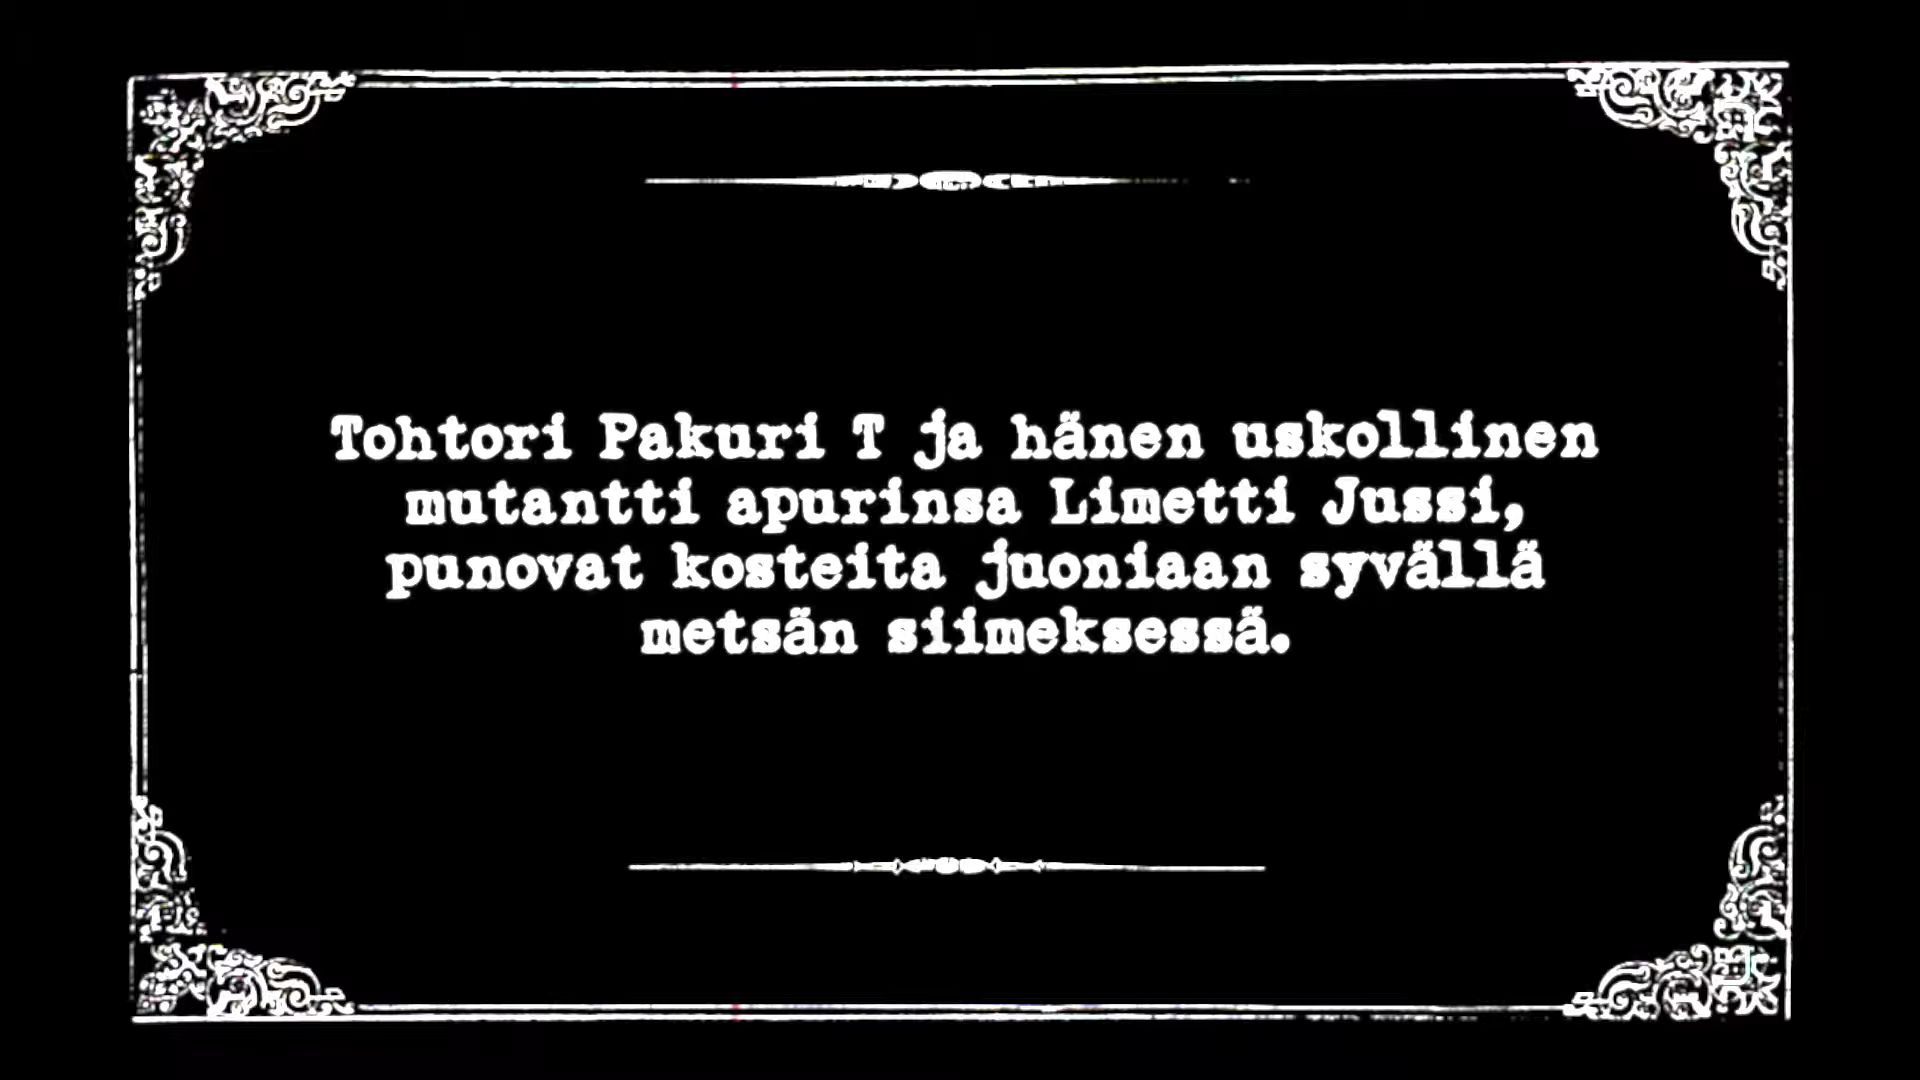 Tohtori Pakuri T ja hänen uskollinen
mutantti apurinsa Limetti Jussi,
punovat kosteita juoniaan syvällä
metsän siimeksessä.